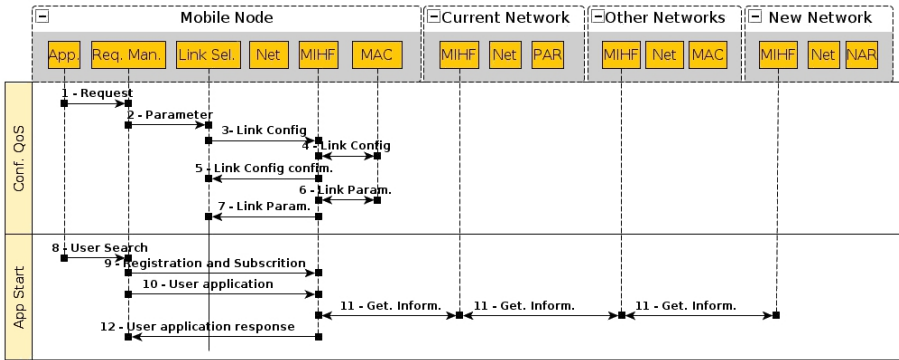 Mobile Node
Current Network
Other Networks
New Network
App.
Req. Man.
Link Sel.
Net
MIHF
MAC
MIHF
Net
PAR
MIHF
Net
MAC
MIHF
Net
NAR
Conf. QoS
1 - Request
2 - Parameter
3- Link Config
4 - Link Config
5 - Link Config confim.
6 - Link Param.
7 - Link Param.
App Start
8 - User Search
9 - Registration and Subscrition
10 - User application
11 - Get. Inform.
11 - Get. Inform.
11 - Get. Inform.
12 - User application response